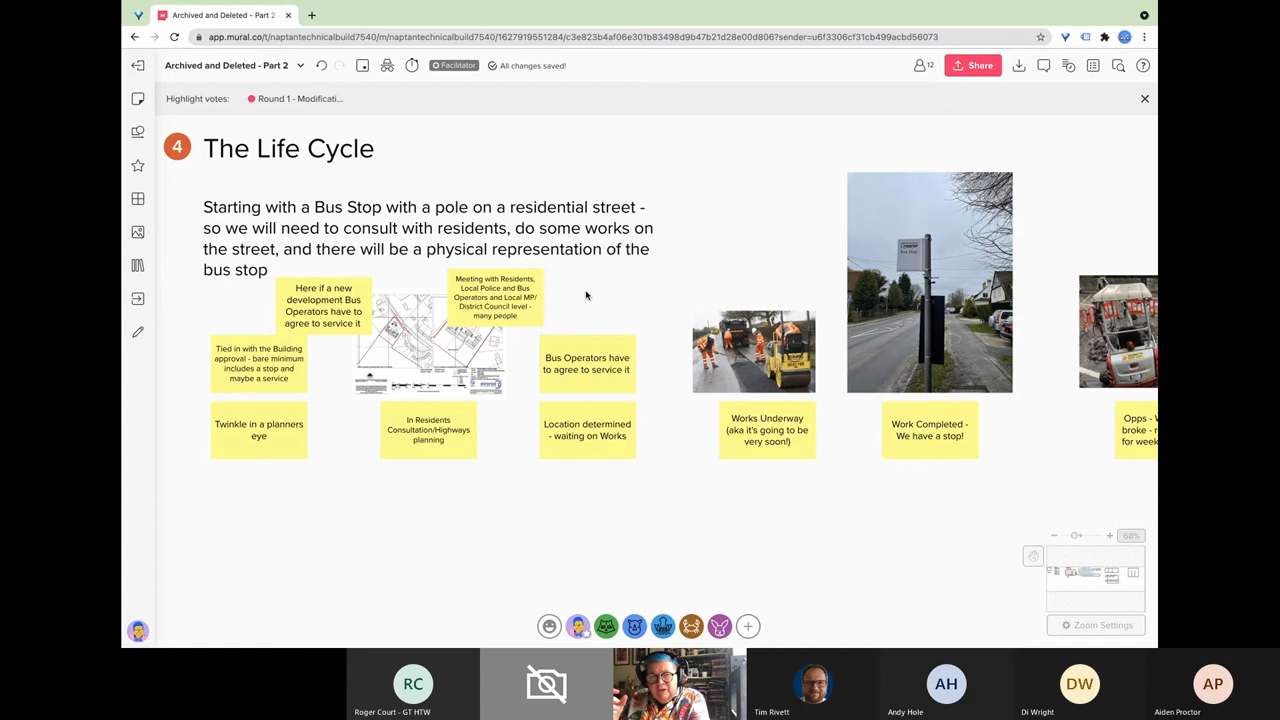 Archived and Deleted - Part 2 -
app.mural.co/t/naptantechnicalbuild7540/m/naptantechnicalbuild7540/1627919551284/c3e823b4af06e301b83498d9b47b21d28e00d806?sender=u6f3306cf31cb499acbd56073
Archived and Deleted - Part 2
Facilitator
All changes saved!
12
Share
Highlight votes:
Round 1 - Modificati...
4
The Life Cycle
Starting with a Bus Stop with a pole on a residential street -
so we will need to consult with residents, do some works on
the street, and there will be a physical representation of the
bus stop
Here if a new
development Bus
Operators have to
agree to service it
Meeting with Residents,
Local Police and Bus
Operators and Local MP/
District Council level -
many people
Tied in with the Building
approval - bare minimum
includes a stop and
maybe a service
Bus Operators have
to agree to service it
Twinkle in a planners
eye
In Residents
Consultation/Highways
planning
Location determined
- waiting on Works
Works Underway
(aka it's going to be
very soon!)
Bus Stop
Work Completed -
We have a stop!
Opps - W
broke - r
for week
68%
Zoom Settings
RC
Roger Court - GT HTW
Tim Rivett
AH
Andy Hole
DW
Di Wright
AP
Aiden Proctor